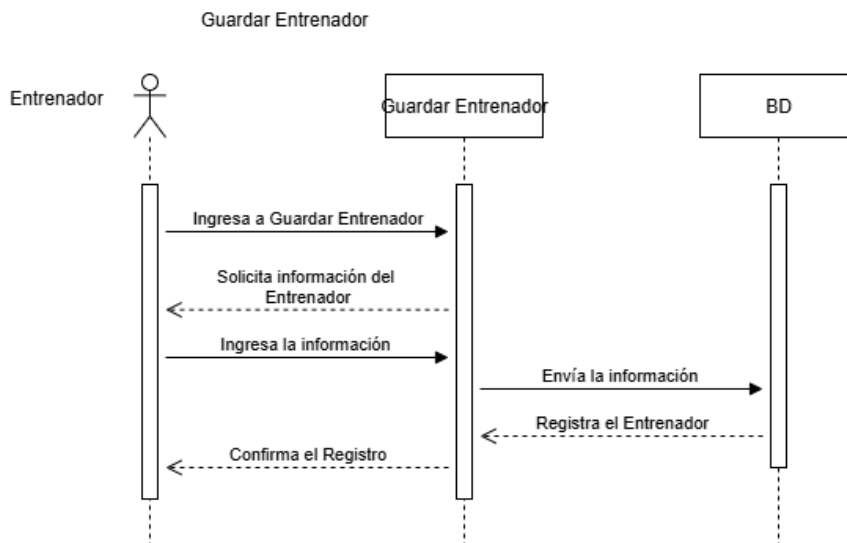 Guardar Entrenador
Entrenador
Guardar Entrenador
BD
Ingresa a Guardar Entrenador
Solicita información del
Entrenador
Ingresa la información
Envía la información
Registra el Entrenador
Confirma el Registro